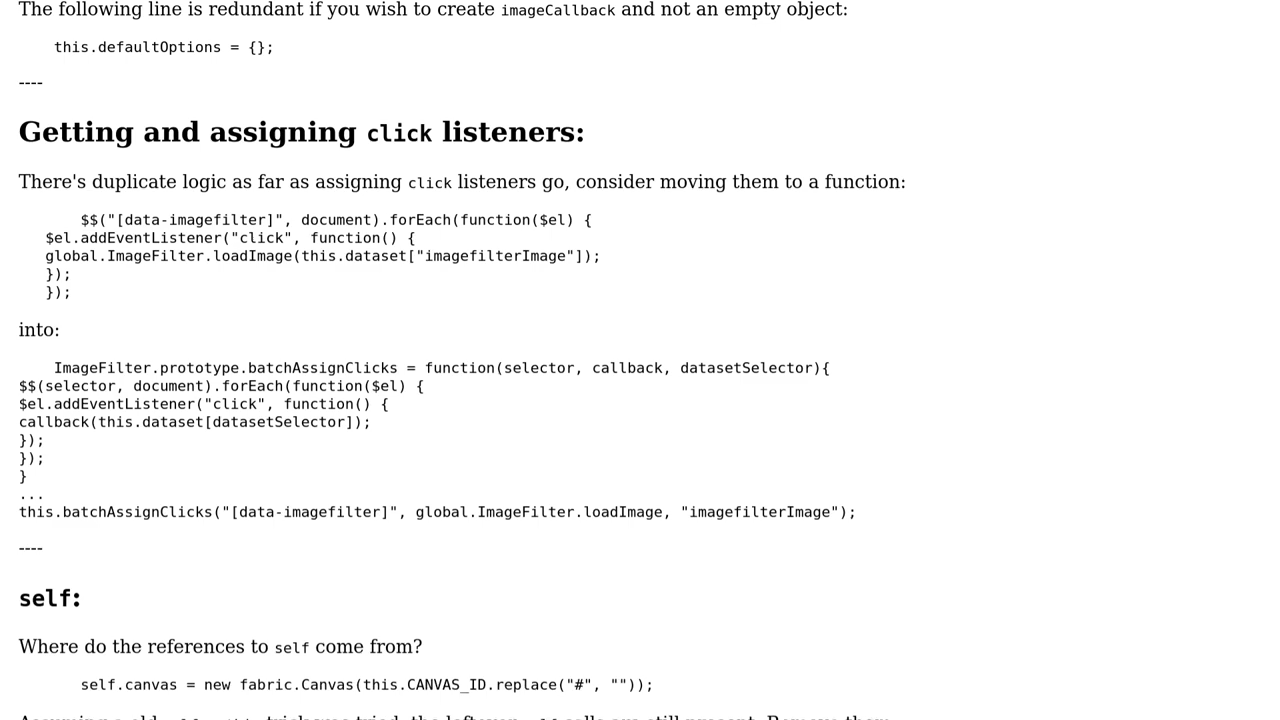 The following line is redundant if you wish to create imageCallback and not an empty object:
this.defaultOptions = {};
----
Getting and assigning click listeners:
There's duplicate logic as far as assigning click listeners go, consider moving them to a function:
$$("[data-imagefilter]", document).forEach(function($el) {
$el.addEventListener("click", function() {
global.ImageFilter.loadImage(this.dataset["imagefilterImage"]);
});
});
into:
ImageFilter.prototype.batchAssignClicks = function(selector, callback, datasetSelector){
$$(selector, document).forEach(function($el) {
$el.addEventListener("click", function() {
callback(this.dataset[datasetSelector]);
});
});
}
...
this.batchAssignClicks("[data-imagefilter]", global.ImageFilter.loadImage, "imagefilterImage");
----
self:
Where do the references to self come from?
self.canvas = new fabric.Canvas(this.CANVAS_ID.replace("#", ""));